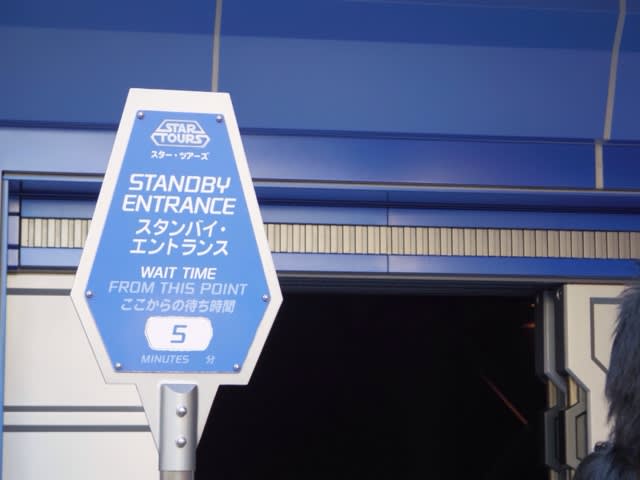 STAR
TOURS
スター・ツアーズ
STANDBY
ENTRANCE
スタンバイ・
エントランス
WAIT TIME
FROM THIS POINT
ここからの待ち時間
5
MINUTES 分